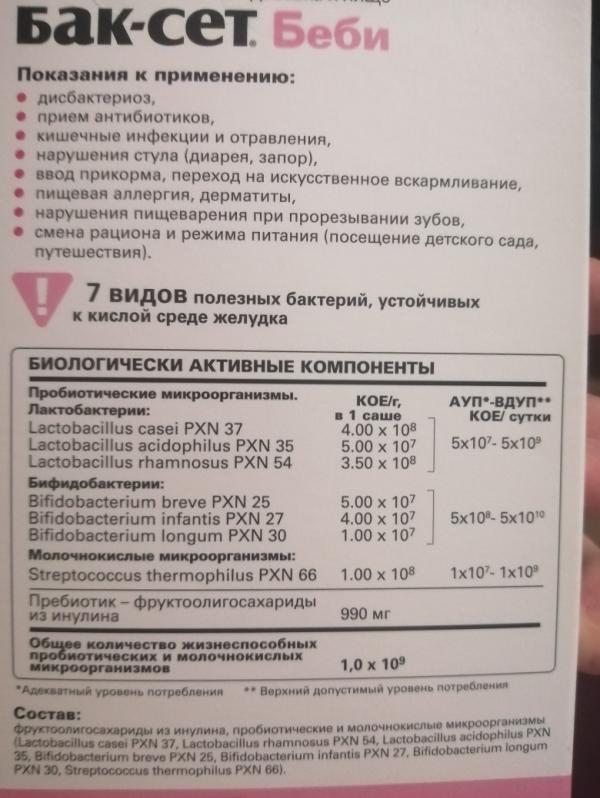 Бак-сет Беби
Показания к применению:
дисбактериоз,
прием антибиотиков,
кишечные инфекции и отравления,
нарушения стула (диарея, запор),
ввод прикорма, переход на искусственное вскармливание,
пищевая аллергия, дерматиты,
нарушения пищеварения при прорезывании зубов,
смена рациона и режима питания (посещение детского сада,
путешествия).
! 7 видов полезных бактерий, устойчивых
к кислой среде желудка
БИОЛОГИЧЕСКИ АКТИВНЫЕ КОМПОНЕНТЫ
Пробиотические микроорганизмы. КОЕ/г, АУП*-ВДУП**
Лактобактерии: в 1 саше КОЕ/ сутки
Lactobacillus casei PXN 37 4.00 x 10⁸
Lactobacillus acidophilus PXN 35 5.00 x 10⁷ 5x10⁷- 5x10⁹
Lactobacillus rhamnosus PXN 54 3.50 x 10⁸
Бифидобактерии:
Bifidobacterium breve PXN 25 5.00 x 10⁷
Bifidobacterium infantis PXN 27 4.00 x 10⁷ 5x10⁸- 5x10¹⁰
Bifidobacterium longum PXN 30 1.00 x 10⁷
Молочнокислые микроорганизмы:
Streptococcus thermophilus PXN 66 1.00 x 10⁸ 1x10⁷- 1x10⁹
Пребиотик – фруктоолигосахариды
из инулина 990 мг
Общее количество жизнеспособных
пробиотических и молочнокислых
микроорганизмов 1,0 x 10⁹
*Адекватный уровень потребления ** Верхний допустимый уровень потребления
Состав:
фруктоолигосахариды из инулина, пробиотические и молочнокислые микроорганизмы
(Lactobacillus casei PXN 37, Lactobacillus rhamnosus PXN 54, Lactobacillus acidophilus PXN
35, Bifidobacterium breve PXN 25, Bifidobacterium infantis PXN 27, Bifidobacterium longum
PXN 30, Streptococcus thermophilus PXN 66).